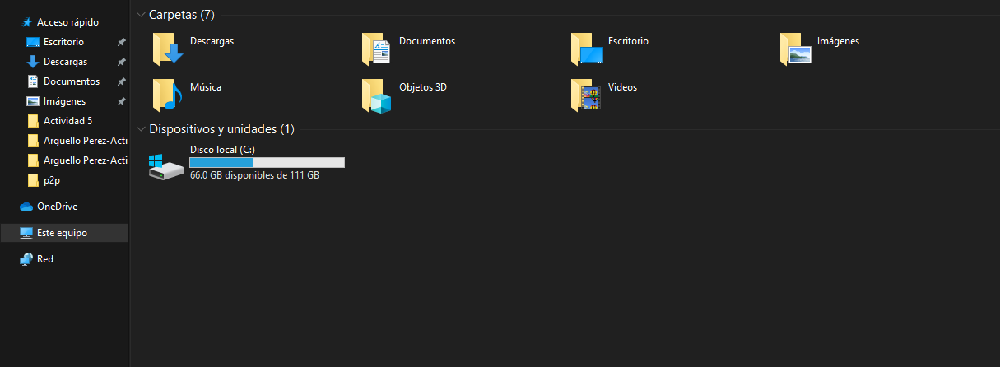 Acceso rápido
Escritorio
Descargas
Documentos
Imágenes
Actividad 5
Arguello Perez-Activ
Arguello Perez-Activ
p2p
OneDrive
Este equipo
Red
Carpetas (7)
Descargas
Documentos
Escritorio
Imágenes
Música
Objetos 3D
Videos
Dispositivos y unidades (1)
Disco local (C:)
66.0 GB disponibles de 111 GB